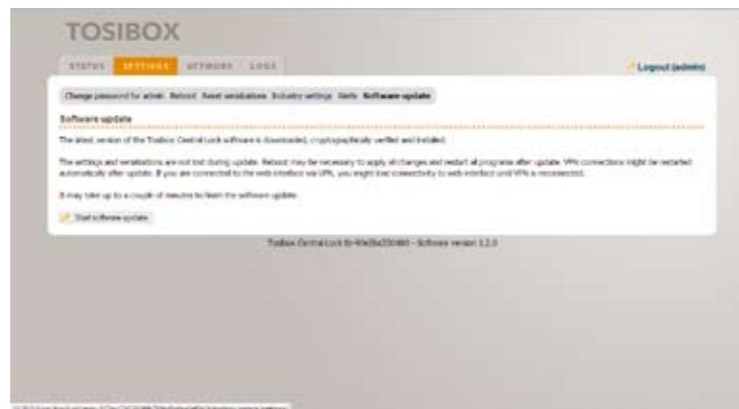 TOSIBOX
STATUS SETTINGS NETWORK LOGS
Logout (admin)
Change password for admin Reboot Reset serializations Industry settings Alerts Software update
Software update
The latest version of the Tosibox Central Lock software is downloaded, cryptographically verified and installed.
The settings and serializations are not lost during update. Reboot may be necessary to apply all changes and restart all programs after update. VPN connections might be restarted
automatically after update. If you are connected to the web interface via VPN, you might lose connectivity to web interface until VPN is reconnected.
It may take up to a couple of minutes to finish the software update.
Start software update
Tosibox Central Lock - Software version 1.2.0